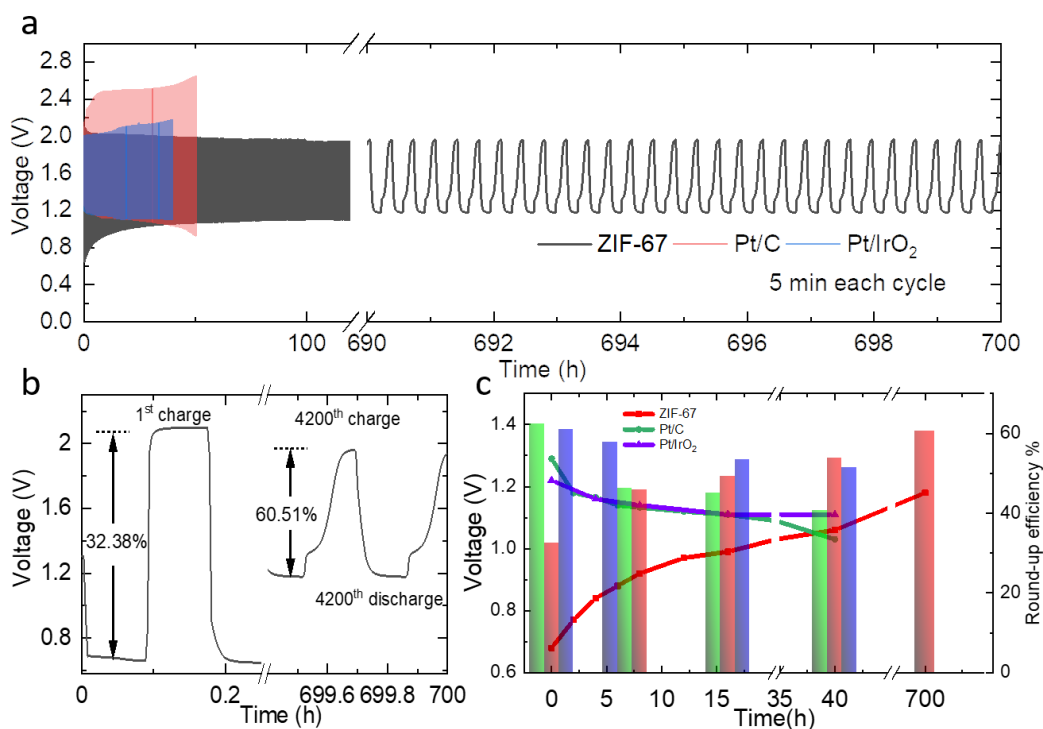 a
2.8
2.4
2.0
1.6
1.2
0.8
0.4
0.0
Voltage (V)
0
100
690
692
694
696
698
700
Time (h)
ZIF-67
Pt/C
Pt/IrO₂
5 min each cycle
b
2
1.6
1.2
0.8
Voltage (V)
1st charge
32.38%
4200th charge
60.51%
4200th discharge
0
0.2
699.6
699.8
700
Time (h)
c
1.4
1.2
1.0
0.8
0.6
Voltage (V)
ZIF-67
Pt/C
Pt/IrO₂
60
40
20
0
Round-up efficiency %
0
5
10
15
35
40
700
Time(h)